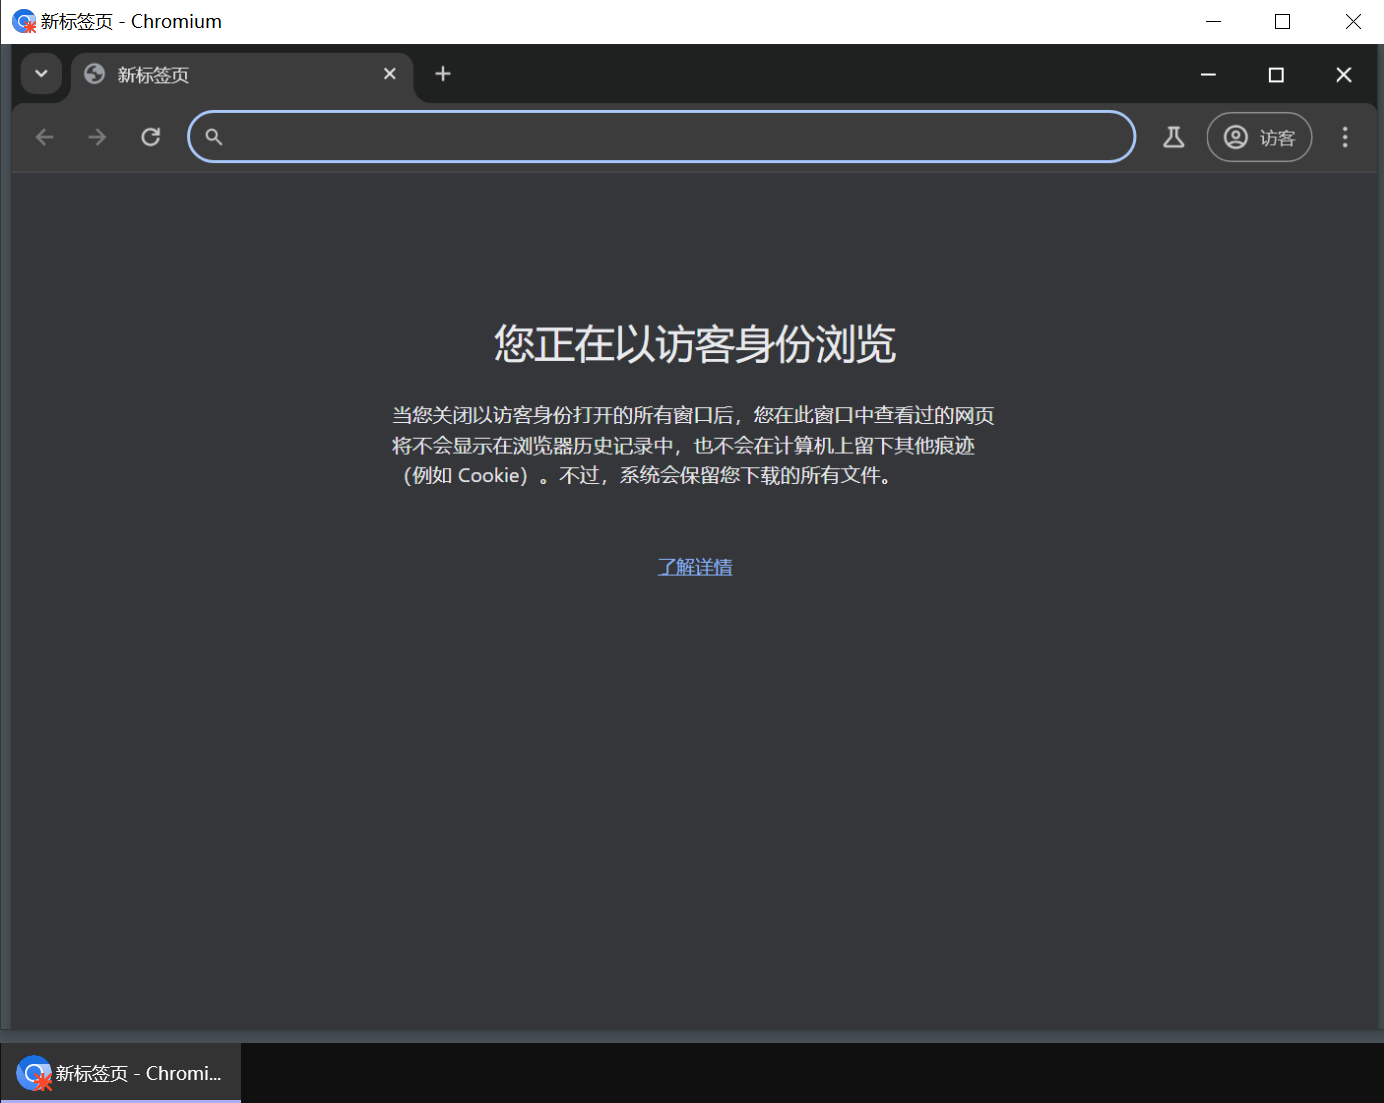 新标签页 - Chromium
新标签页
访客
您正在以访客身份浏览
当您关闭以访客身份打开的所有窗口后，您在此窗口中查看过的网页
将不会显示在浏览器历史记录中，也不会在计算机上留下其他痕迹
（例如 Cookie）。不过，系统会保留您下载的所有文件。
了解详情
新标签页 - Chromi...